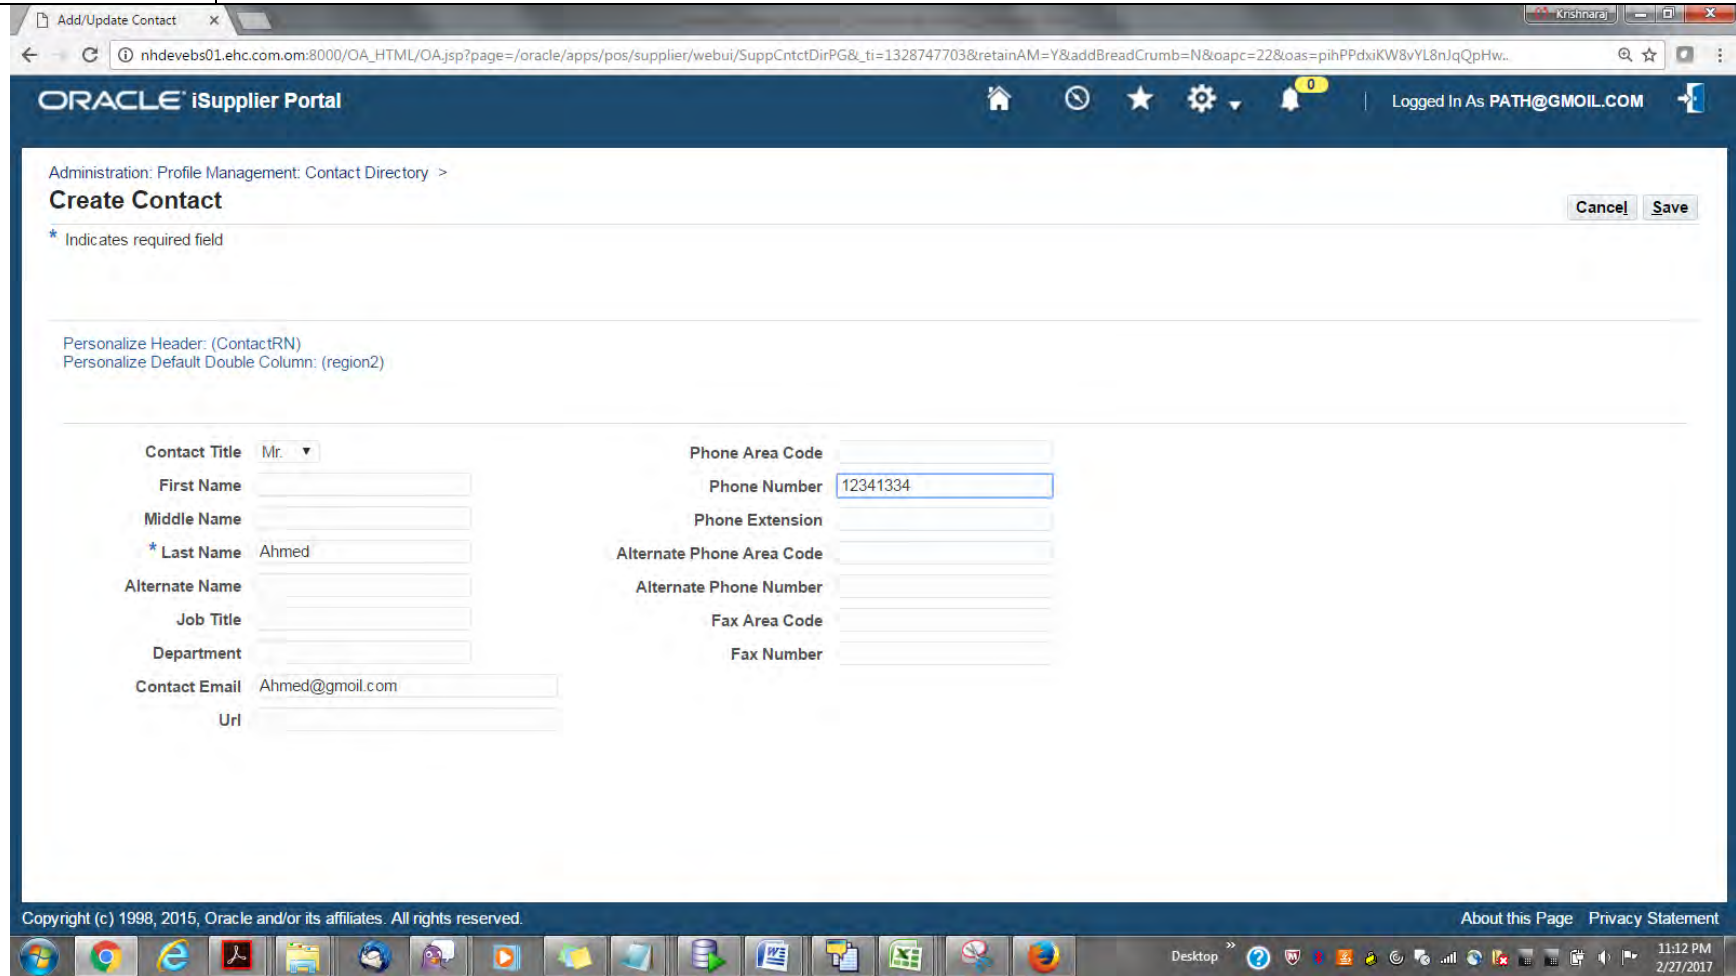 Add/Update Contact
Krishnaraj
nhdevebs01.ehc.com.om:8000/OA_HTML/OA.jsp?page=/oracle/apps/pos/supplier/webui/SuppCntctDirPG&_ti=1328747703&retainAM=Y&addBreadCrumb=N&oapc=22&oas=pihPPdxiKW8vYL8nJqQpHw..
ORACLE iSupplier Portal
0
Logged In As PATH@GMOIL.COM
Administration: Profile Management: Contact Directory >
Create Contact
Cancel Save
* Indicates required field
Personalize Header: (ContactRN)
Personalize Default Double Column: (region2)
Contact Title Mr.
First Name
Middle Name
* Last Name Ahmed
Alternate Name
Job Title
Department
Contact Email Ahmed@gmoil.com
Url
Phone Area Code
Phone Number 12341334
Phone Extension
Alternate Phone Area Code
Alternate Phone Number
Fax Area Code
Fax Number
Copyright (c) 1998, 2015, Oracle and/or its affiliates. All rights reserved.
About this Page Privacy Statement
Desktop
11:12 PM
2/27/2017